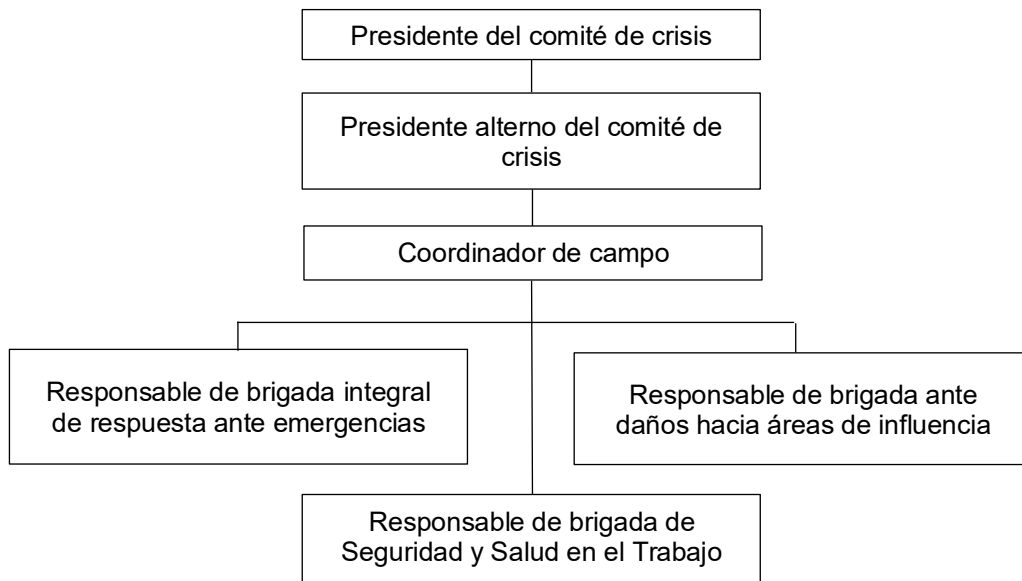 Presidente del comité de crisis
Presidente alterno del comité de
crisis
Coordinador de campo
Responsable de brigada integral
de respuesta ante emergencias
Responsable de brigada ante
daños hacia áreas de influencia
Responsable de brigada de
Seguridad y Salud en el Trabajo